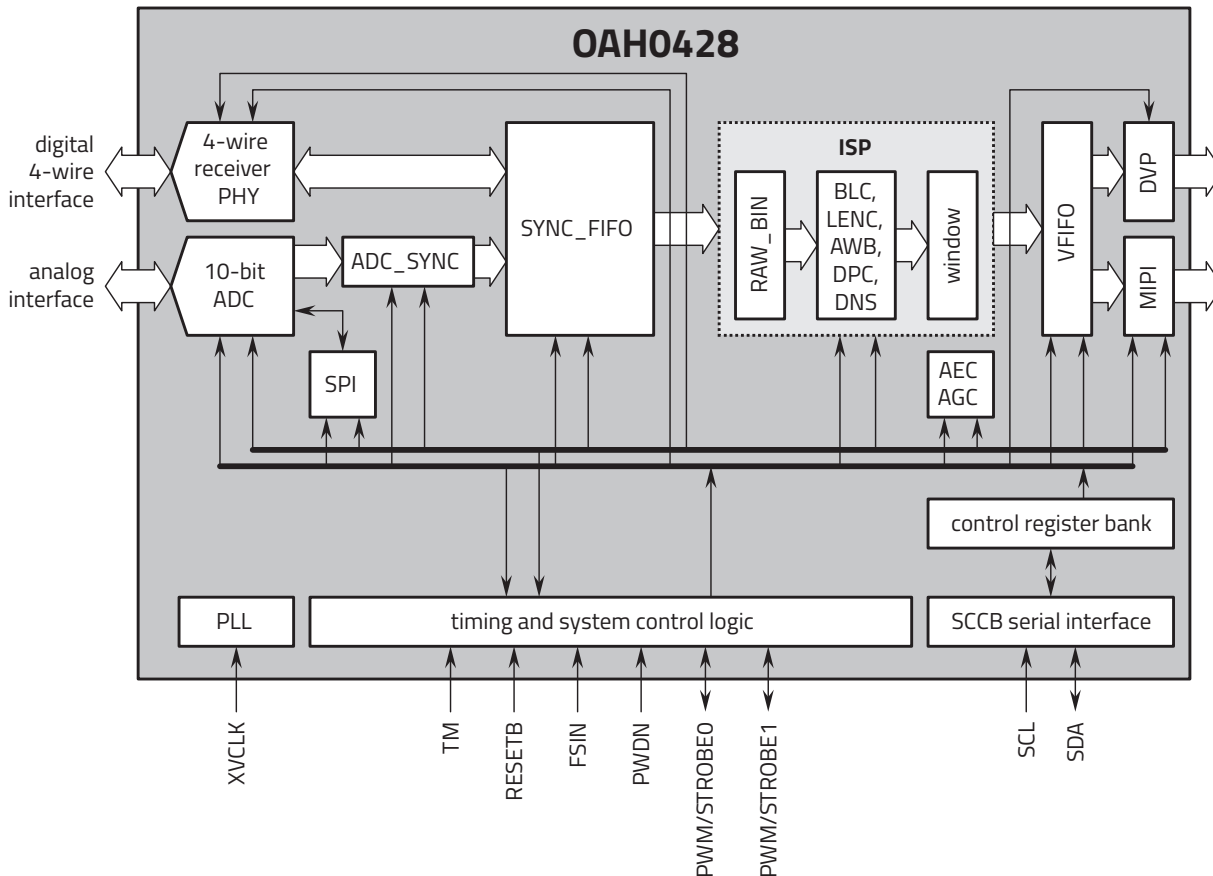 OAH0428
digital
4-wire
interface
4-wire
receiver
PHY
analog
interface
10-bit
ADC
ADC_SYNC
SPI
SYNC_FIFO
ISP
RAW_BIN
BLC,
LENC,
AWB,
DPC,
DNS
window
AEC
AGC
VFIFO
DVP
MIPI
control register bank
PLL
timing and system control logic
SCCB serial interface
XVCLK
TM
RESETB
FSIN
PWDN
PWM/STROBE0
PWM/STROBE1
SCL
SDA